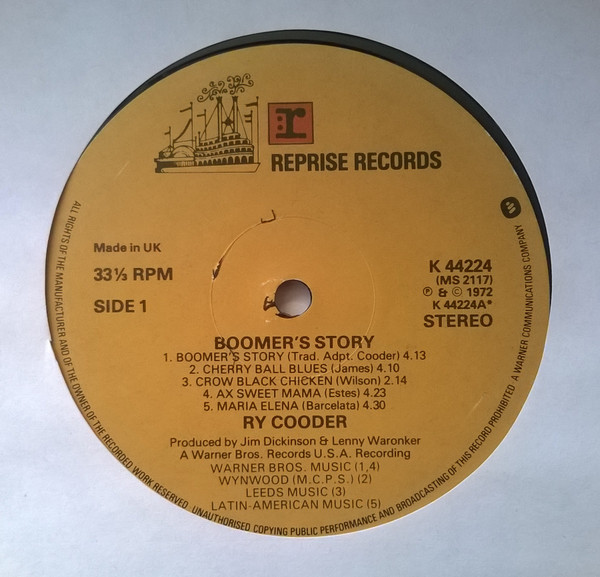 r
REPRISE RECORDS
Made in UK
33⅓ RPM
SIDE 1
K 44224
(MS 2117)
℗ & © 1972
K 44224A*
STEREO
BOOMER'S STORY
1. BOOMER'S STORY (Trad. Adpt. Cooder) 4.13
2. CHERRY BALL BLUES (James) 4.10
3. CROW BLACK CHICKEN (Wilson) 2.14
4. AX SWEET MAMA (Estes) 4.23
5. MARIA ELENA (Barcelata) 4.30
RY COODER
Produced by Jim Dickinson & Lenny Waronker
A Warner Bros. Records U.S.A. Recording
WARNER BROS. MUSIC (1,4)
WYNWOOD (M.C.P.S.) (2)
LEEDS MUSIC (3)
LATIN-AMERICAN MUSIC (5)
ALL RIGHTS OF THE MANUFACTURER AND OF THE OWNER OF THE RECORDED WORK RESERVED. UNAUTHORISED COPYING PUBLIC PERFORMANCE AND BROADCASTING OF THIS RECORD PROHIBITED A WARNER COMMUNICATIONS COMPANY